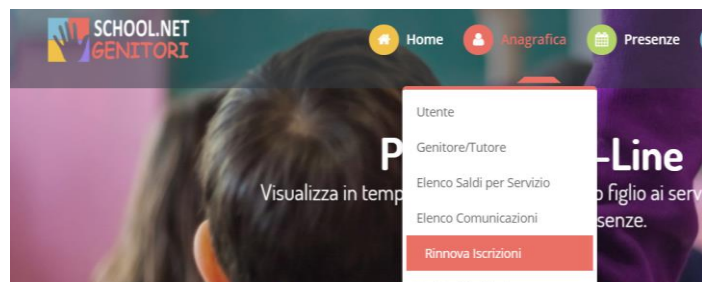 SCHOOL.NET
GENITORI
Home
Anagrafica
Presenze
Utente
Genitore/Tutore
Elenco Saldi per Servizio
Elenco Comunicazioni
Rinnova Iscrizioni
P -Line
Visualizza in temp figlio ai serv
senze.